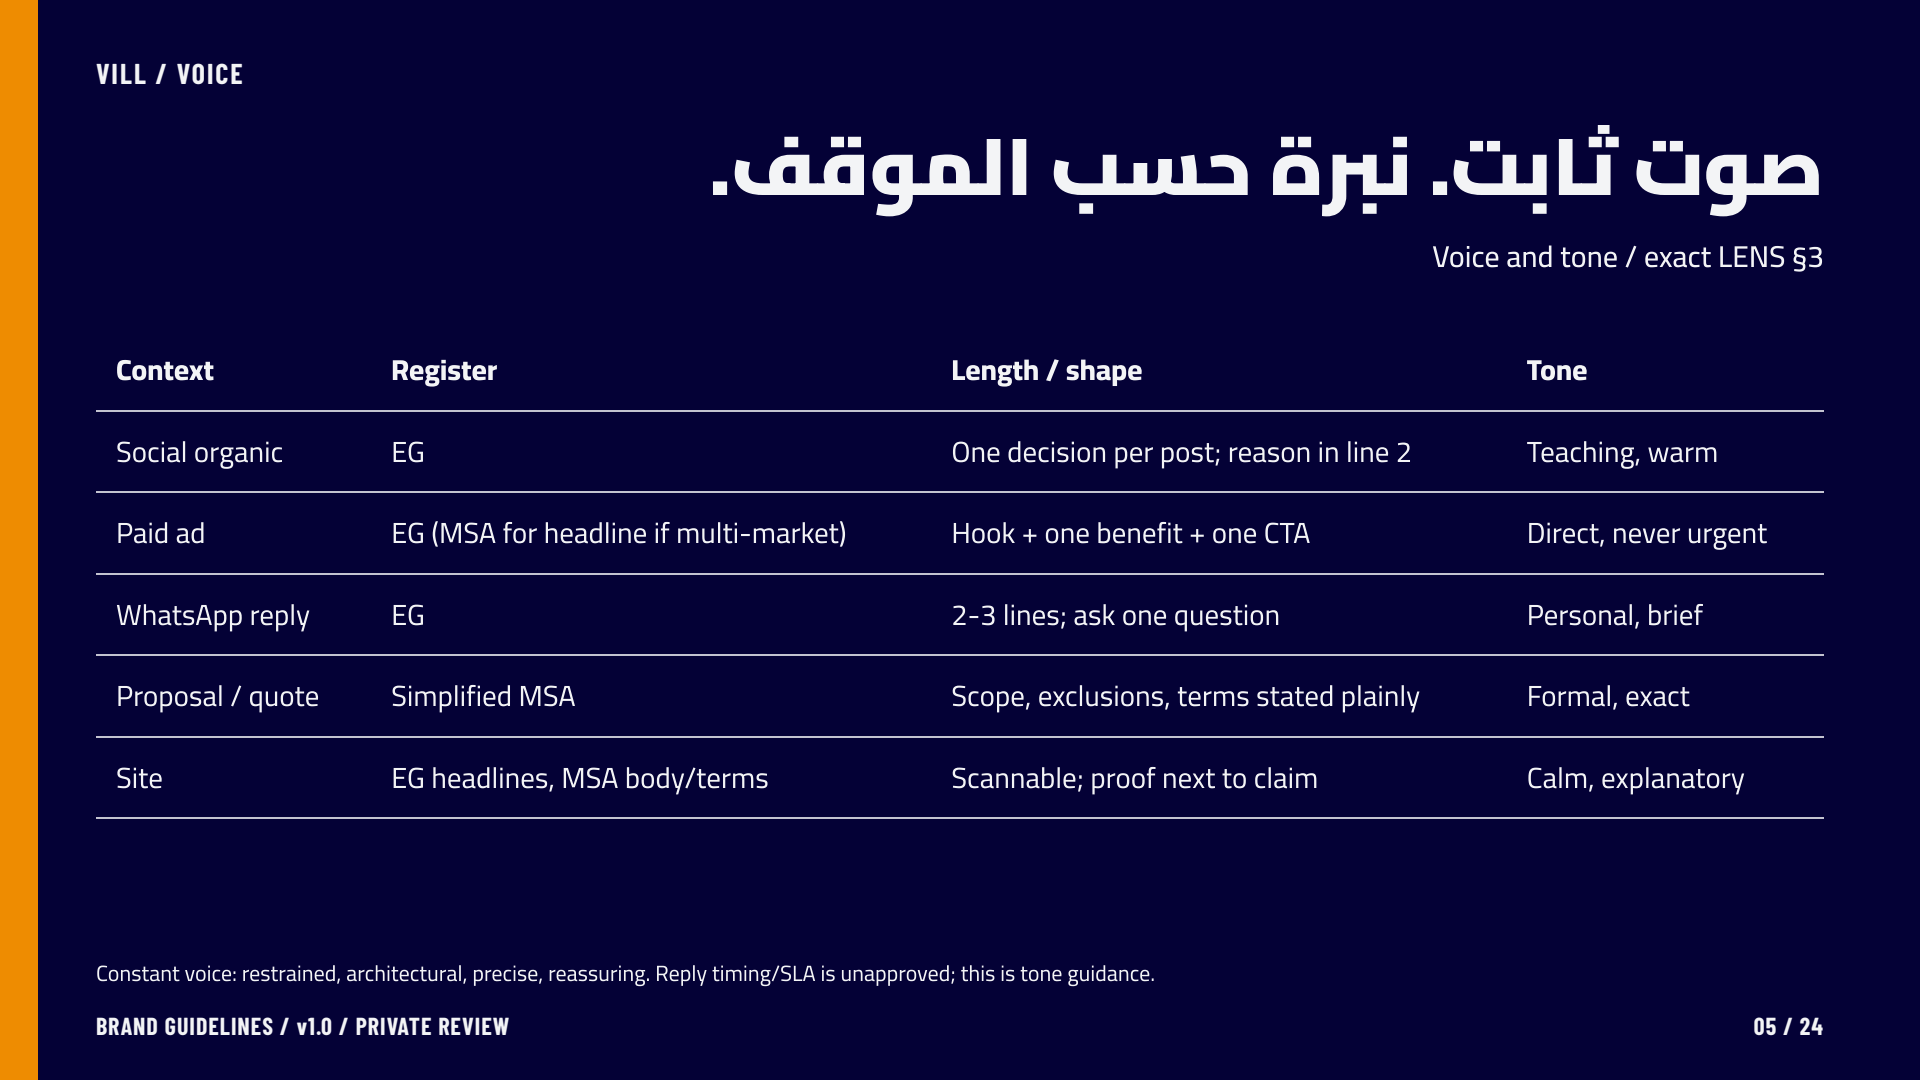 VILL / VOICE
صوت ثابت. نبرة حسب الموقف.
Voice and tone / exact LENS §3
Context Register Length / shape Tone
Social organic EG One decision per post; reason in line 2 Teaching, warm
Paid ad EG (MSA for headline if multi-market) Hook + one benefit + one CTA Direct, never urgent
WhatsApp reply EG 2-3 lines; ask one question Personal, brief
Proposal / quote Simplified MSA Scope, exclusions, terms stated plainly Formal, exact
Site EG headlines, MSA body/terms Scannable; proof next to claim Calm, explanatory
Constant voice: restrained, architectural, precise, reassuring. Reply timing/SLA is unapproved; this is tone guidance.
BRAND GUIDELINES / v1.0 / PRIVATE REVIEW 05 / 24